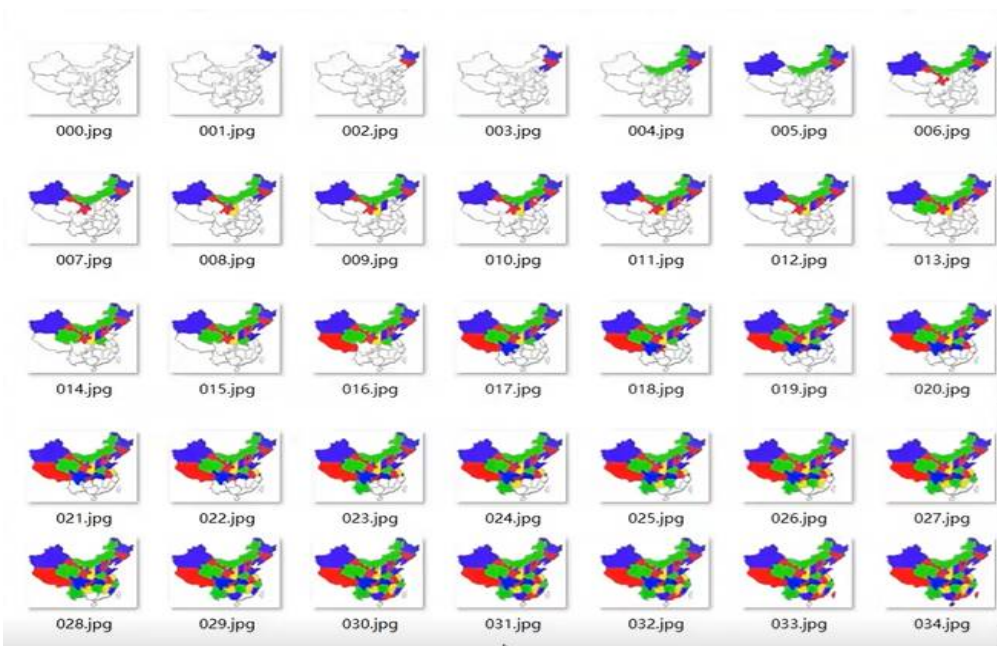 000.jpg 001.jpg 002.jpg 003.jpg 004.jpg 005.jpg 006.jpg
007.jpg 008.jpg 009.jpg 010.jpg 011.jpg 012.jpg 013.jpg
014.jpg 015.jpg 016.jpg 017.jpg 018.jpg 019.jpg 020.jpg
021.jpg 022.jpg 023.jpg 024.jpg 025.jpg 026.jpg 027.jpg
028.jpg 029.jpg 030.jpg 031.jpg 032.jpg 033.jpg 034.jpg